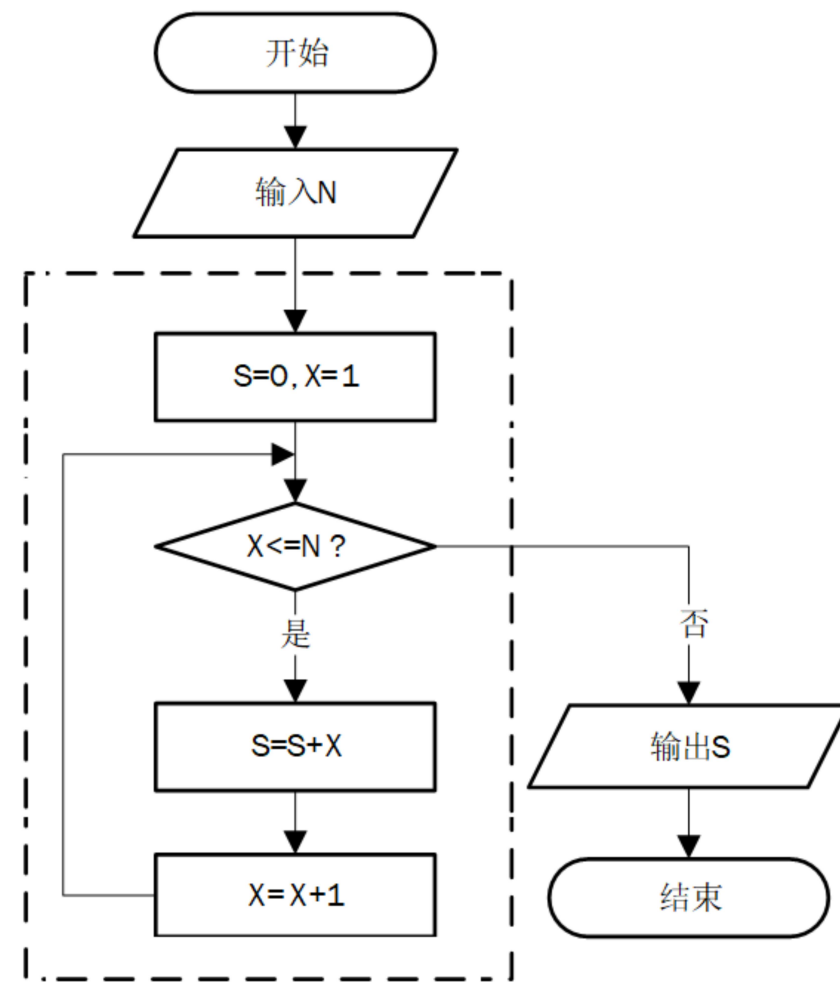 开始
输入N
S=0,X=1
X<=N？
是
否
S=S+X
输出S
X=X+1
结束